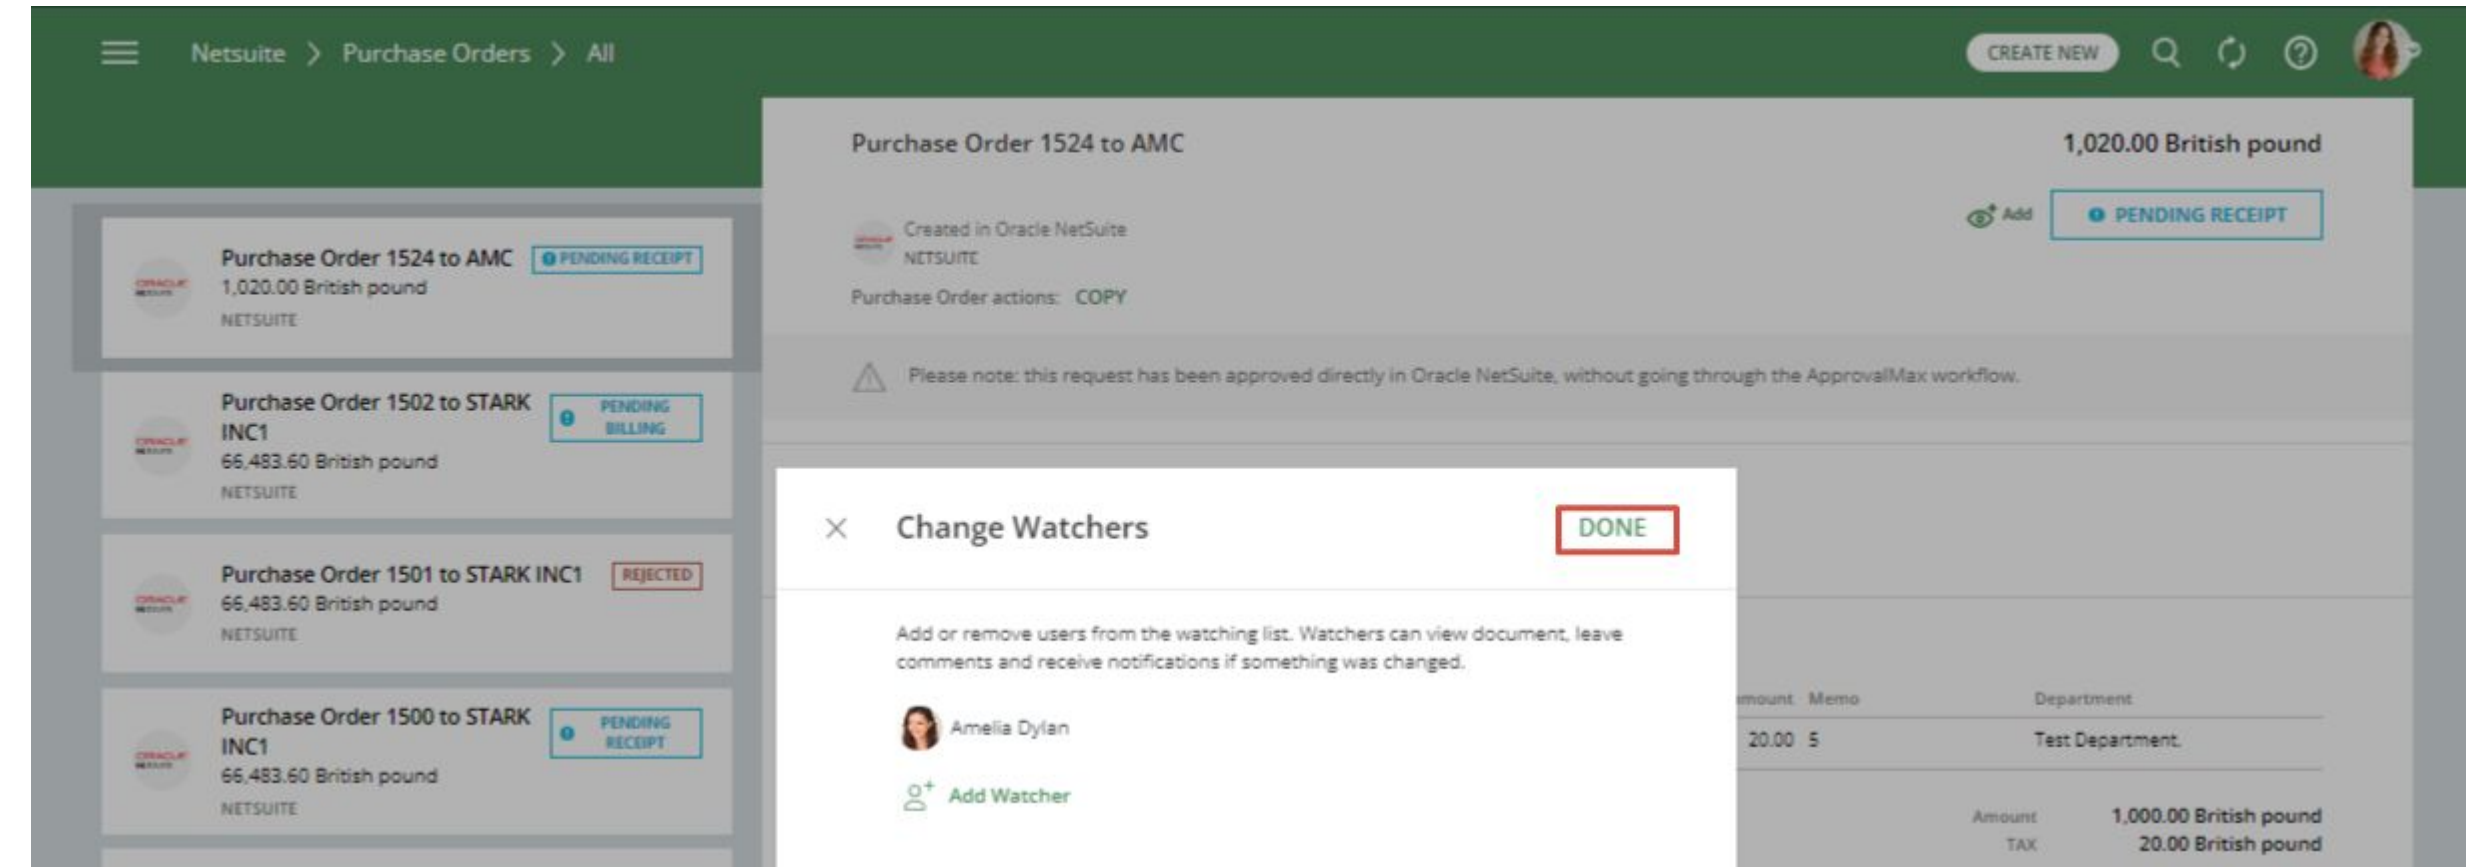 Netsuite > Purchase Orders > All
CREATE NEW
Purchase Order 1524 to AMC
PENDING RECEIPT
1,020.00 British pound
NETSUITE
Purchase Order 1502 to STARK
INC1
PENDING
BILLING
66,483.60 British pound
NETSUITE
Purchase Order 1501 to STARK INC1
REJECTED
66,483.60 British pound
NETSUITE
Purchase Order 1500 to STARK
INC1
PENDING
RECEIPT
66,483.60 British pound
NETSUITE
Purchase Order 1524 to AMC
1,020.00 British pound
Created in Oracle NetSuite
NETSUITE
Add
PENDING RECEIPT
Purchase Order actions: COPY
Please note: this request has been approved directly in Oracle NetSuite, without going through the ApprovalMax workflow.
Change Watchers
DONE
Add or remove users from the watching list. Watchers can view document, leave
comments and receive notifications if something was changed.
Amelia Dylan
Add Watcher
mount Memo Department
20.00 5 Test Department.
Amount 1,000.00 British pound
TAX 20.00 British pound